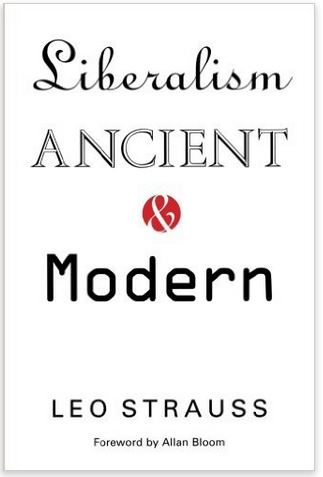 Liberalism
ANCIENT
&
Modern
LEO STRAUSS
Foreword by Allan Bloom